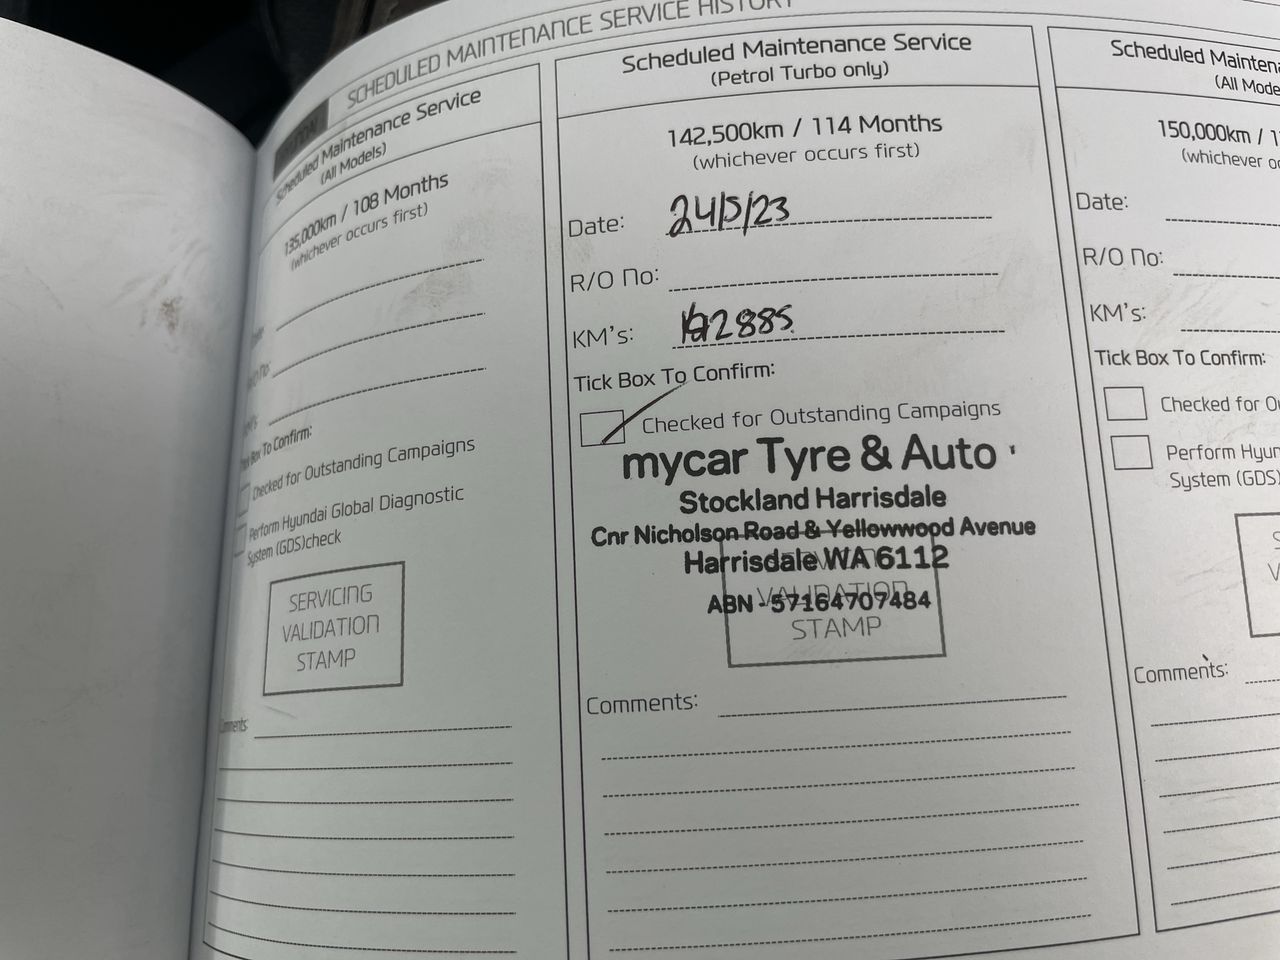 SCHEDULED MAINTENANCE SERVICE HISTORY
Scheduled Maintenance Service
(All Models)
135,000km / 108 Months
(whichever occurs first)
Tick Box To Confirm:
Checked for Outstanding Campaigns
Perform Hyundai Global Diagnostic
System (GDS)check
SERVICING
VALIDATION
STAMP
Comments:
Scheduled Maintenance Service
(Petrol Turbo only)
142,500km / 114 Months
(whichever occurs first)
Date: 24/5/23
R/O No:
KM's:
Tick Box To Confirm:
Checked for Outstanding Campaigns
mycar Tyre & Auto
Stockland Harrisdale
Cnr Nicholson Road & Yellowwood Avenue
Harrisdale WA 6112
ABN - 57164707484
VALIDATION
STAMP
Comments:
Scheduled
(All
150,000km /
(whichever
Date:
R/O No:
KM's:
Tick Box To Confirm:
Checked for
Perform
System (GDS)
Comments: